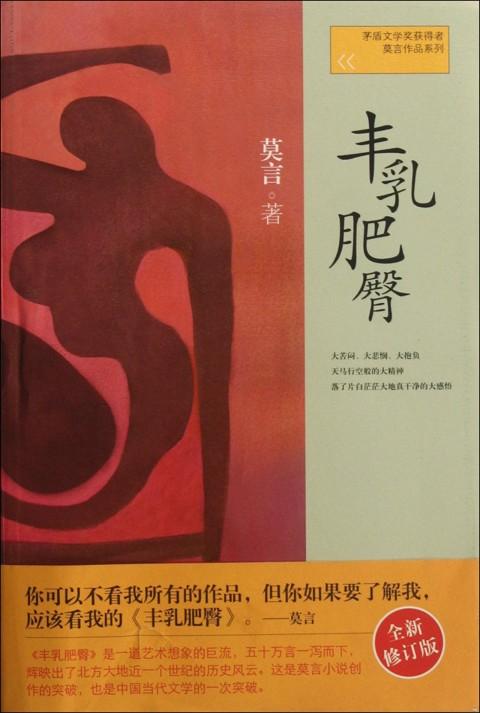 茅盾文学奖获得者
莫言作品系列
丰乳肥臀
莫言·著
大苦闷、大悲悯、大抱负
天马行空般的大精神
落了片白茫茫大地真干净的大感悟
你可以不看我所有的作品，但你如果要了解我，
应该看我的《丰乳肥臀》。——莫言
全新
修订版
《丰乳肥臀》是一道艺术想象的巨流，五十万言一泻而下，
辉映出了北方大地近一个世纪的历史风云。这是莫言小说创
作的突破，也是中国当代文学的一次突破。